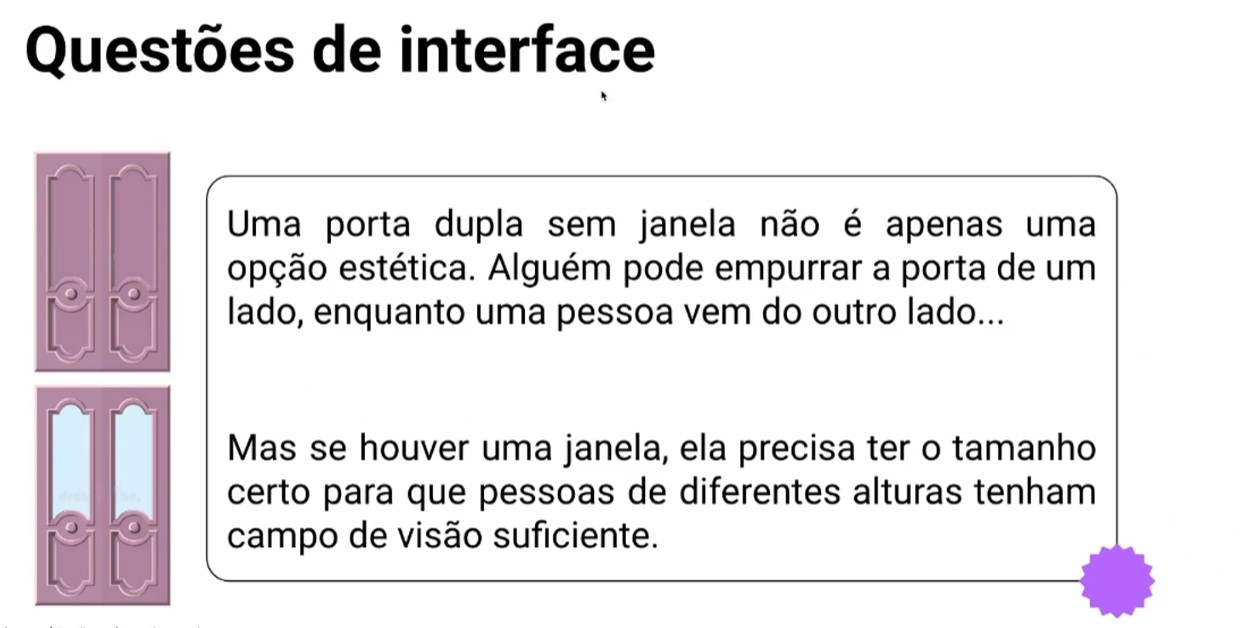 Questões de interface
Uma porta dupla sem janela não é apenas uma
opção estética. Alguém pode empurrar a porta de um
lado, enquanto uma pessoa vem do outro lado...
Mas se houver uma janela, ela precisa ter o tamanho
certo para que pessoas de diferentes alturas tenham
campo de visão suficiente.